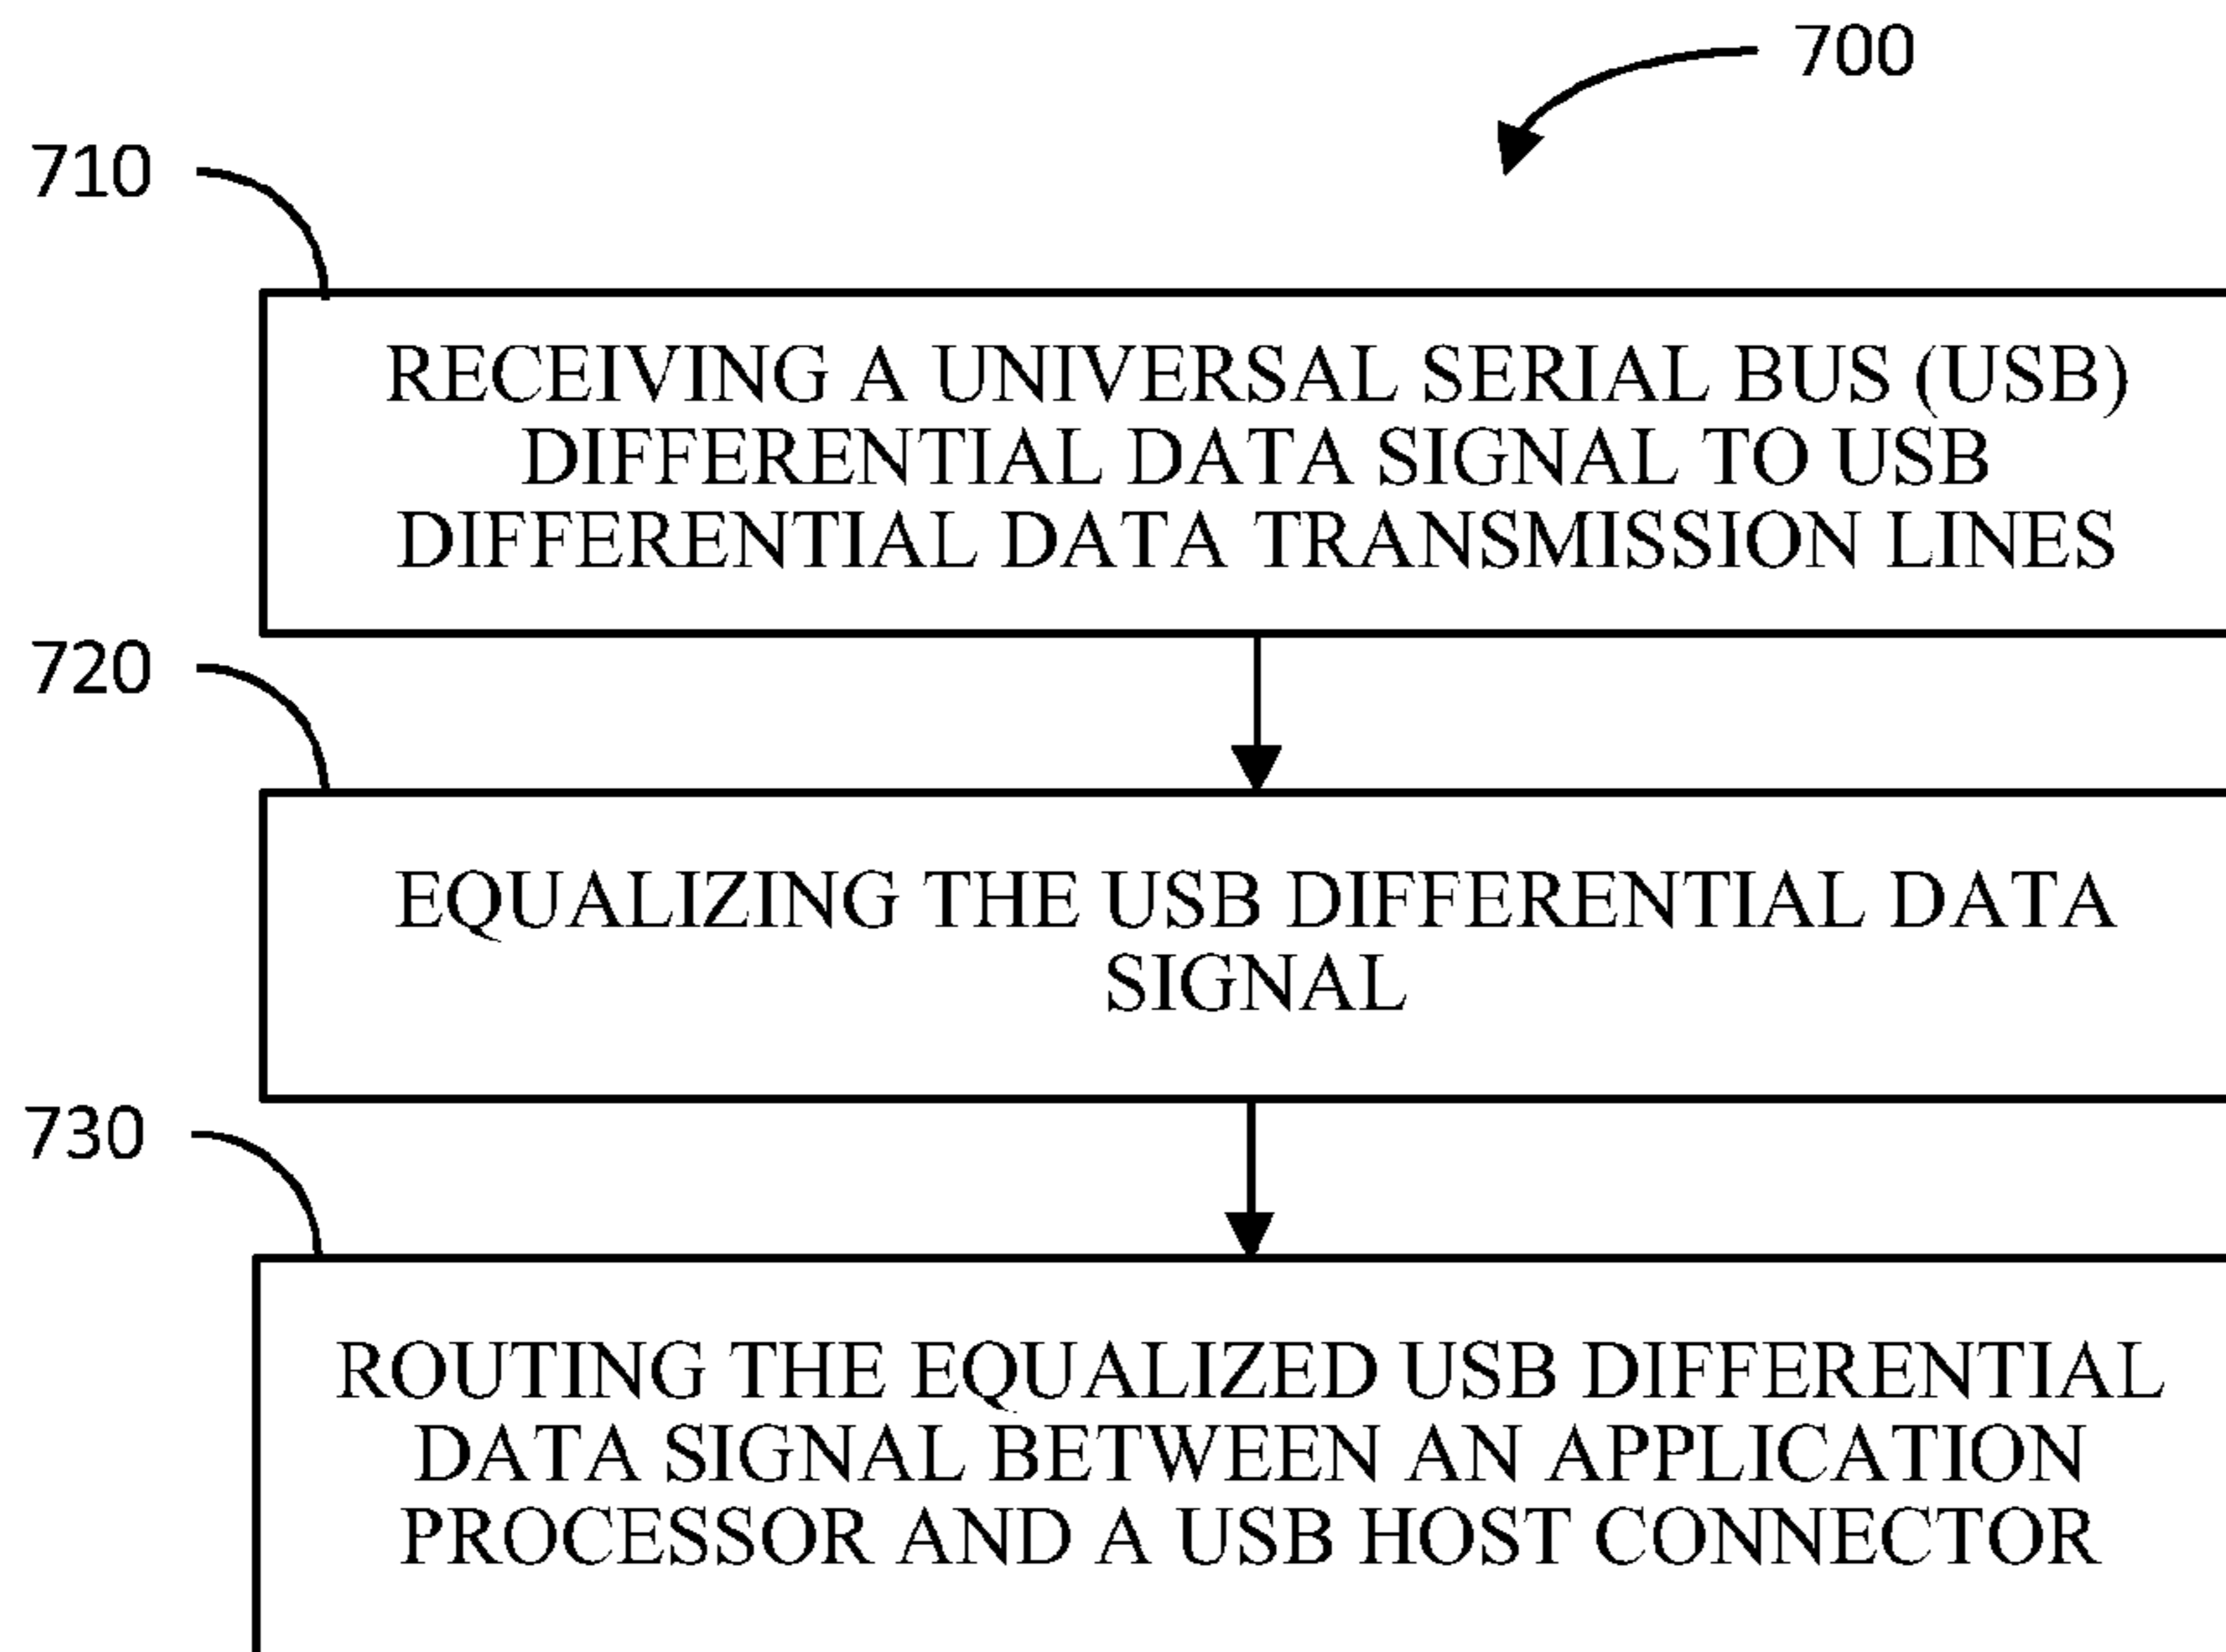 700
710
RECEIVING A UNIVERSAL SERIAL BUS (USB)
DIFFERENTIAL DATA SIGNAL TO USB
DIFFERENTIAL DATA TRANSMISSION LINES
720
EQUALIZING THE USB DIFFERENTIAL DATA
SIGNAL
730
ROUTING THE EQUALIZED USB DIFFERENTIAL
DATA SIGNAL BETWEEN AN APPLICATION
PROCESSOR AND A USB HOST CONNECTOR